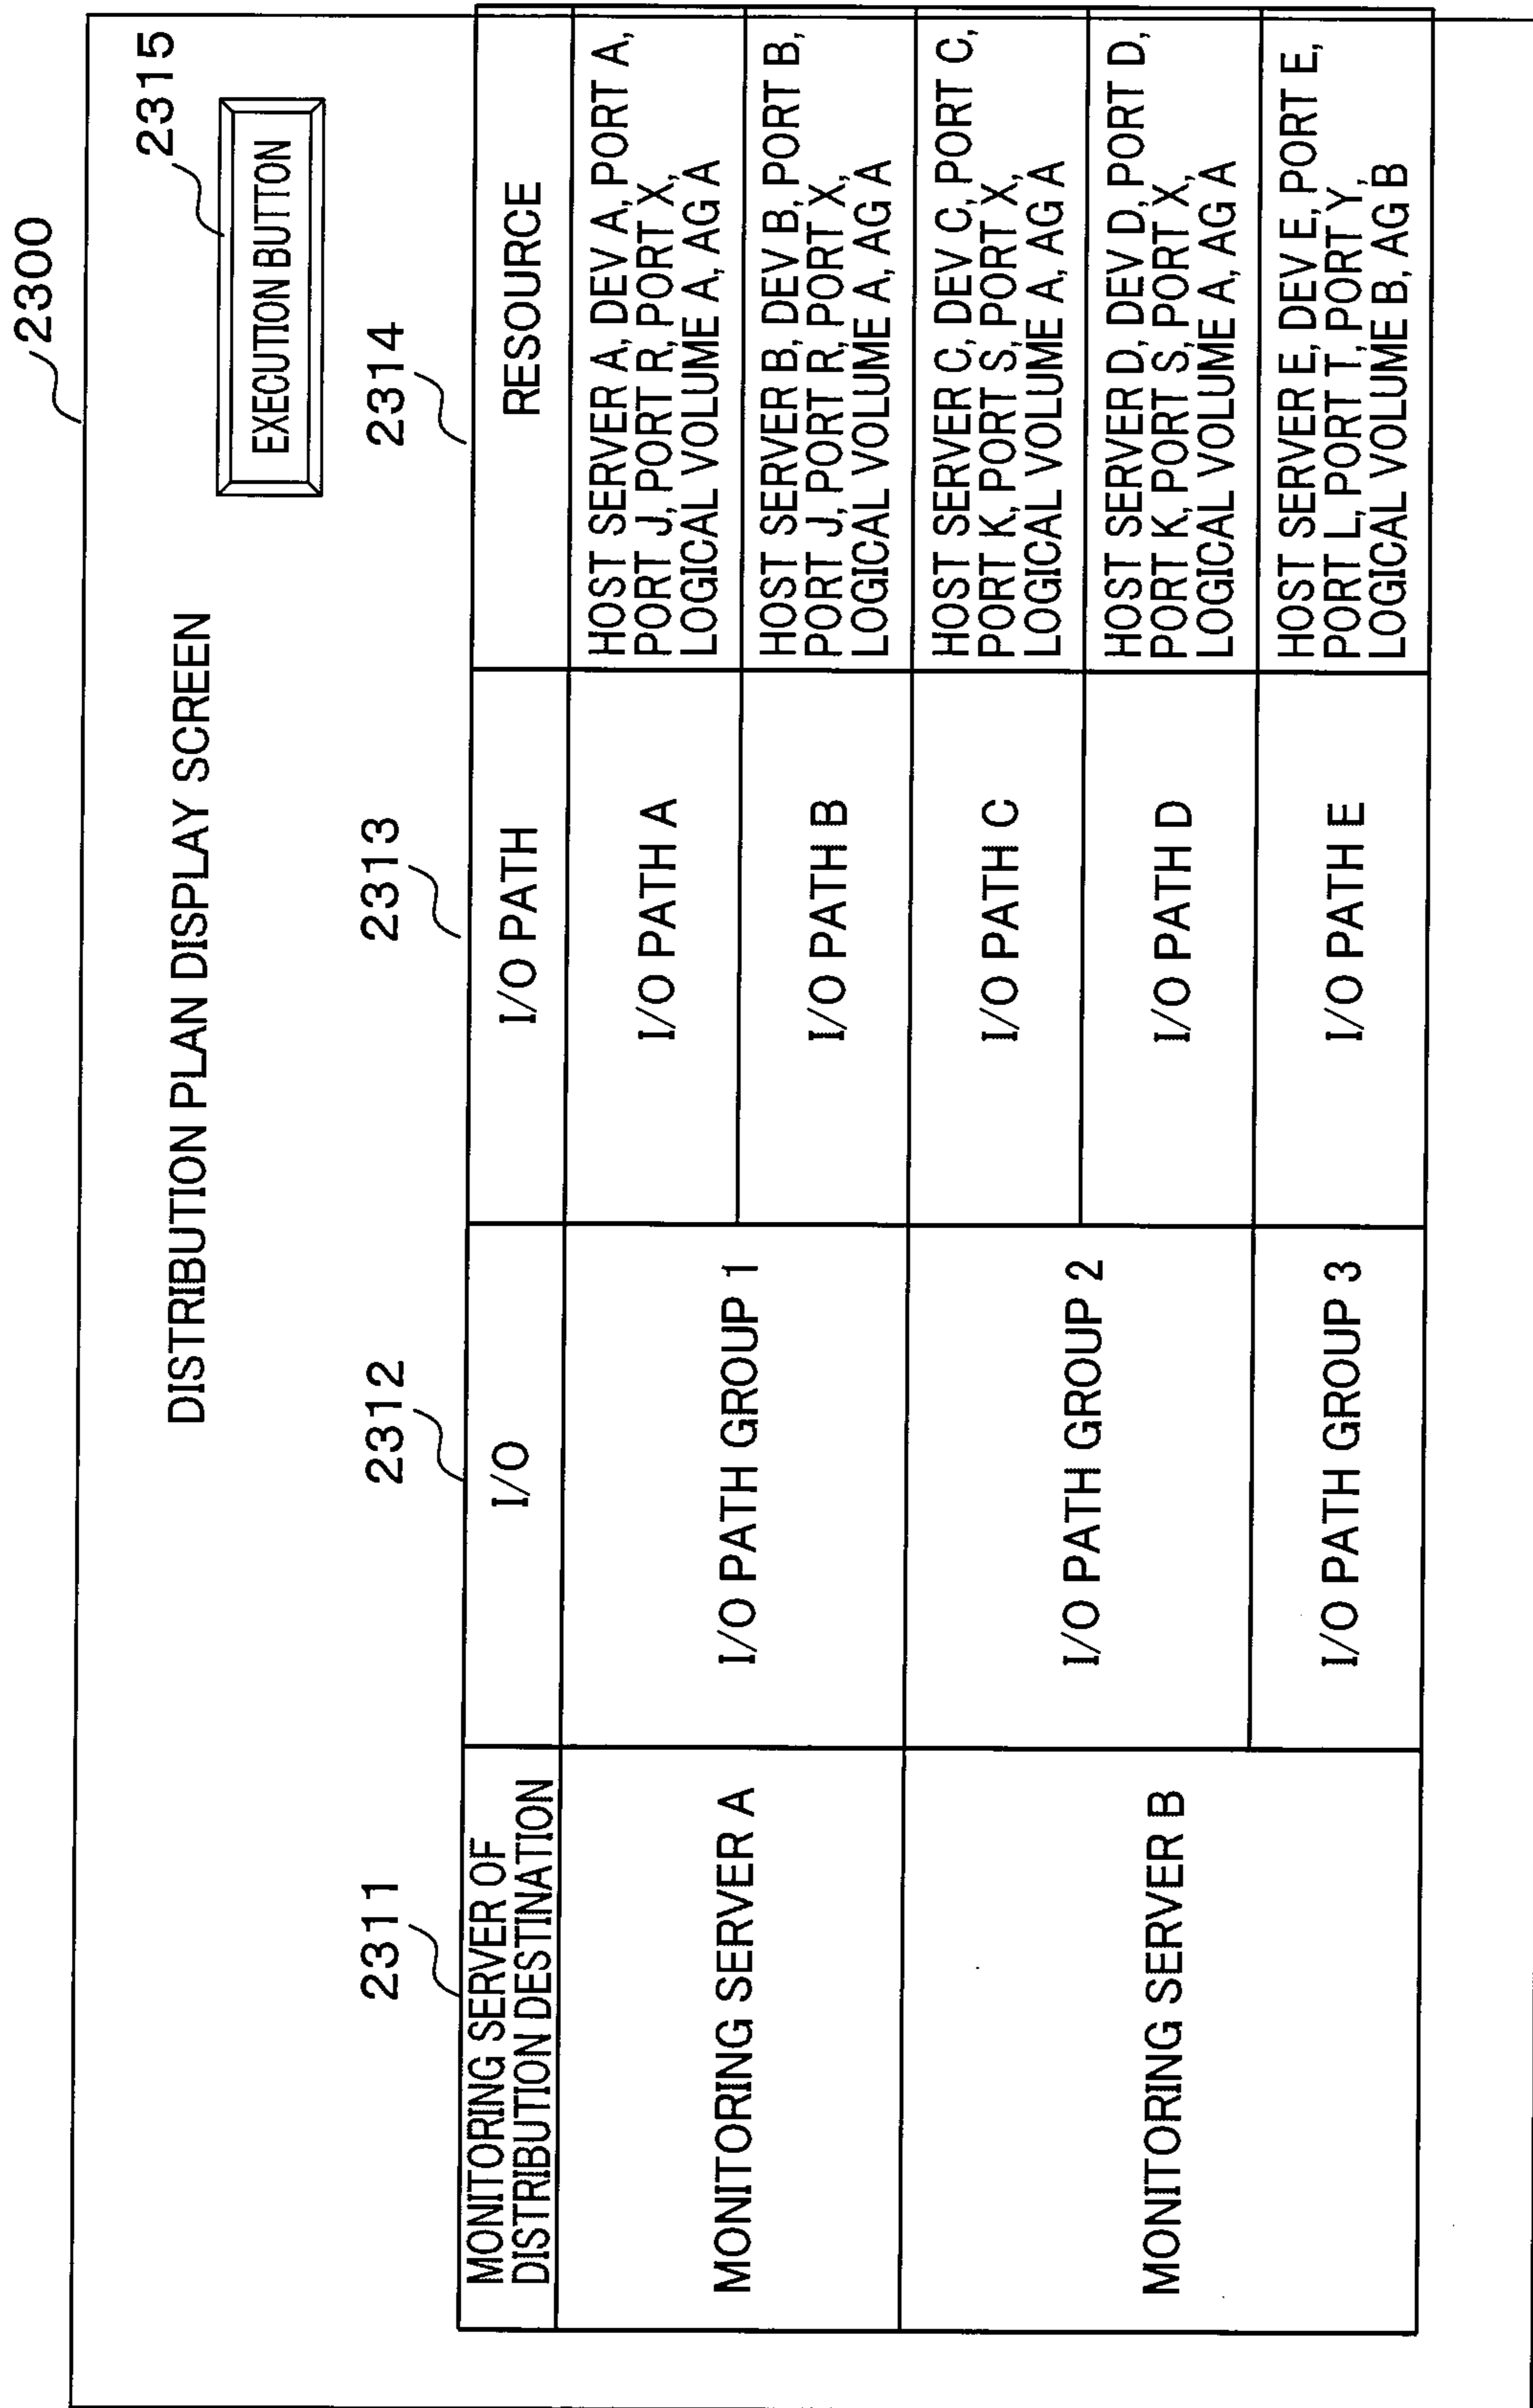 2300
DISTRIBUTION PLAN DISPLAY SCREEN
2315
EXECUTION BUTTON
2311
2312
2313
2314
MONITORING SERVER OF
DISTRIBUTION DESTINATION
I/O
I/O PATH
RESOURCE
MONITORING SERVER A
I/O PATH GROUP 1
I/O PATH A
HOST SERVER A, DEV A, PORT A,
PORT J, PORT R, PORT X,
LOGICAL VOLUME A, AG A
I/O PATH B
HOST SERVER B, DEV B, PORT B,
PORT J, PORT R, PORT X,
LOGICAL VOLUME A, AG A
MONITORING SERVER B
I/O PATH GROUP 2
I/O PATH C
HOST SERVER C, DEV C, PORT C,
PORT K, PORT S, PORT X,
LOGICAL VOLUME A, AG A
I/O PATH D
HOST SERVER D, DEV D, PORT D,
PORT K, PORT S, PORT X,
LOGICAL VOLUME A, AG A
I/O PATH GROUP 3
I/O PATH E
HOST SERVER E, DEV E, PORT E,
PORT L, PORT T, PORT Y,
LOGICAL VOLUME B, AG B